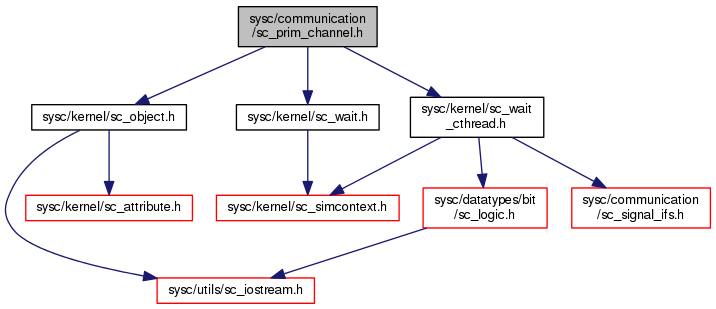 sysc/communication
/sc_prim_channel.h
sysc/kernel/sc_object.h
sysc/kernel/sc_wait.h
sysc/kernel/sc_wait
_cthread.h
sysc/kernel/sc_attribute.h
sysc/kernel/sc_simcontext.h
sysc/datatypes/bit
/sc_logic.h
sysc/communication
/sc_signal_ifs.h
sysc/utils/sc_iostream.h